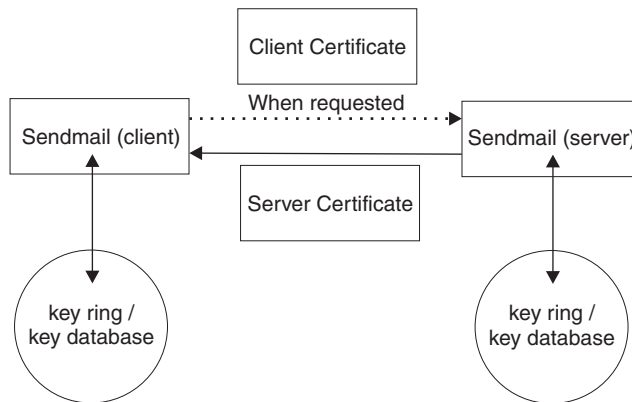 Client Certificate
When requested
Sendmail (client)
Sendmail (server)
Server Certificate
key ring /
key database
key ring /
key database